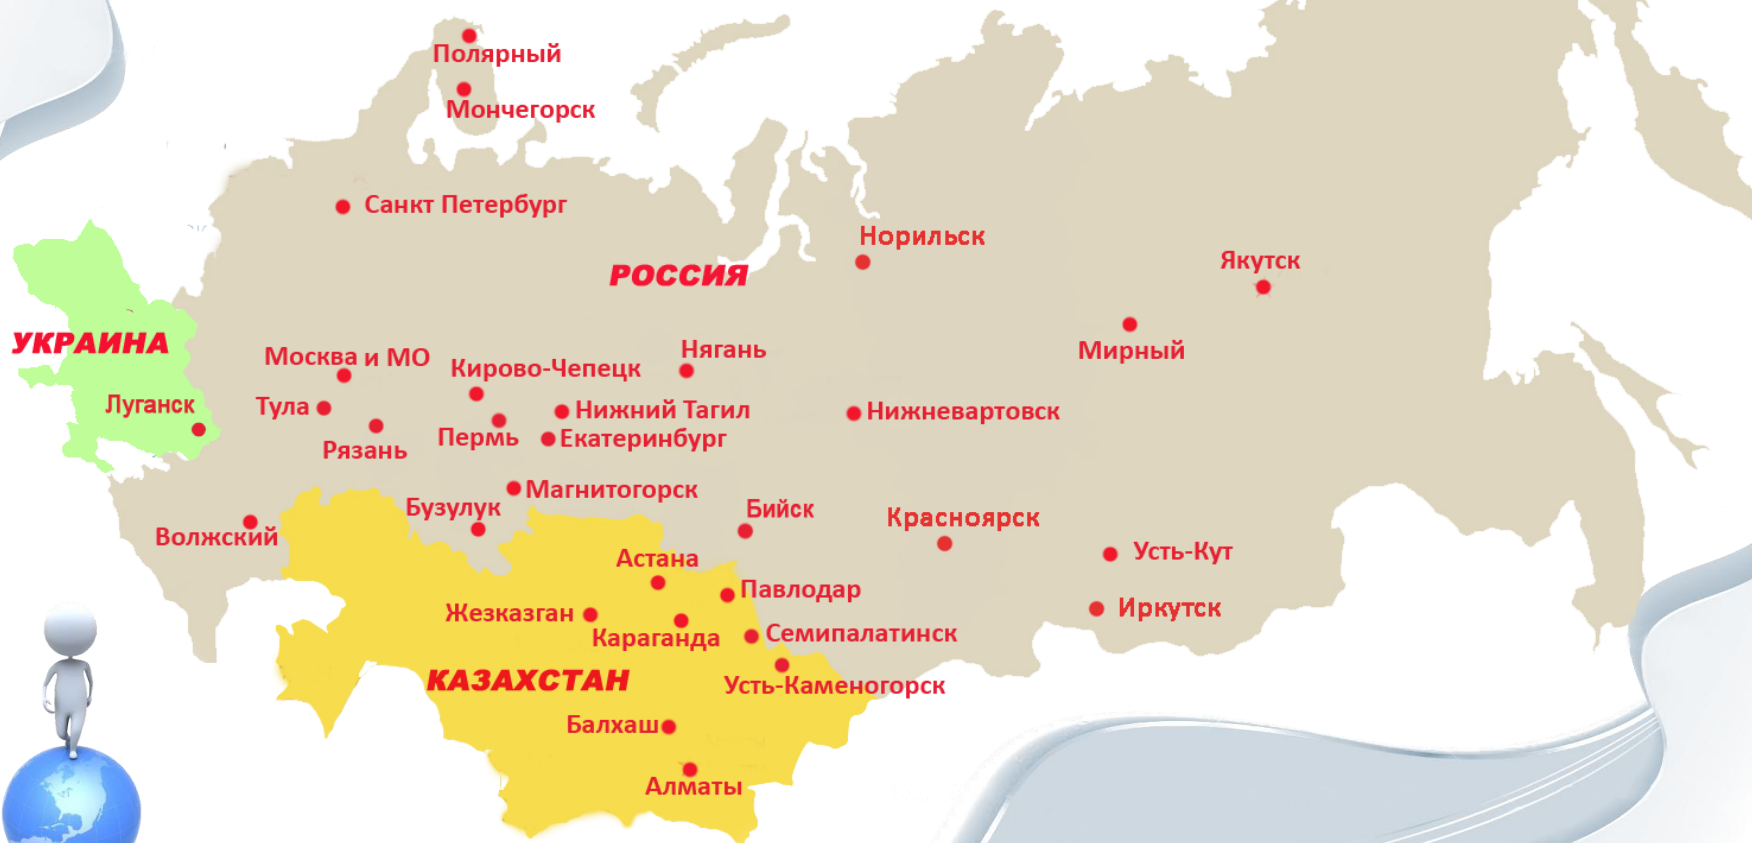 Полярный
Мончегорск
Санкт Петербург
Норильск
Якутск
РОССИЯ
УКРАИНА
Мирный
Москва и МО
Нягань
Кирово-Чепецк
Луганск
Тула
Нижний Тагил
Нижневартовск
Рязань
Пермь
Екатеринбург
Магнитогорск
Бузулук
Бийск
Красноярск
Волжский
Астана
Усть-Кут
Павлодар
Жезказган
Иркутск
Караганда
Семипалатинск
КАЗАХСТАН
Усть-Каменогорск
Балхаш
Алматы